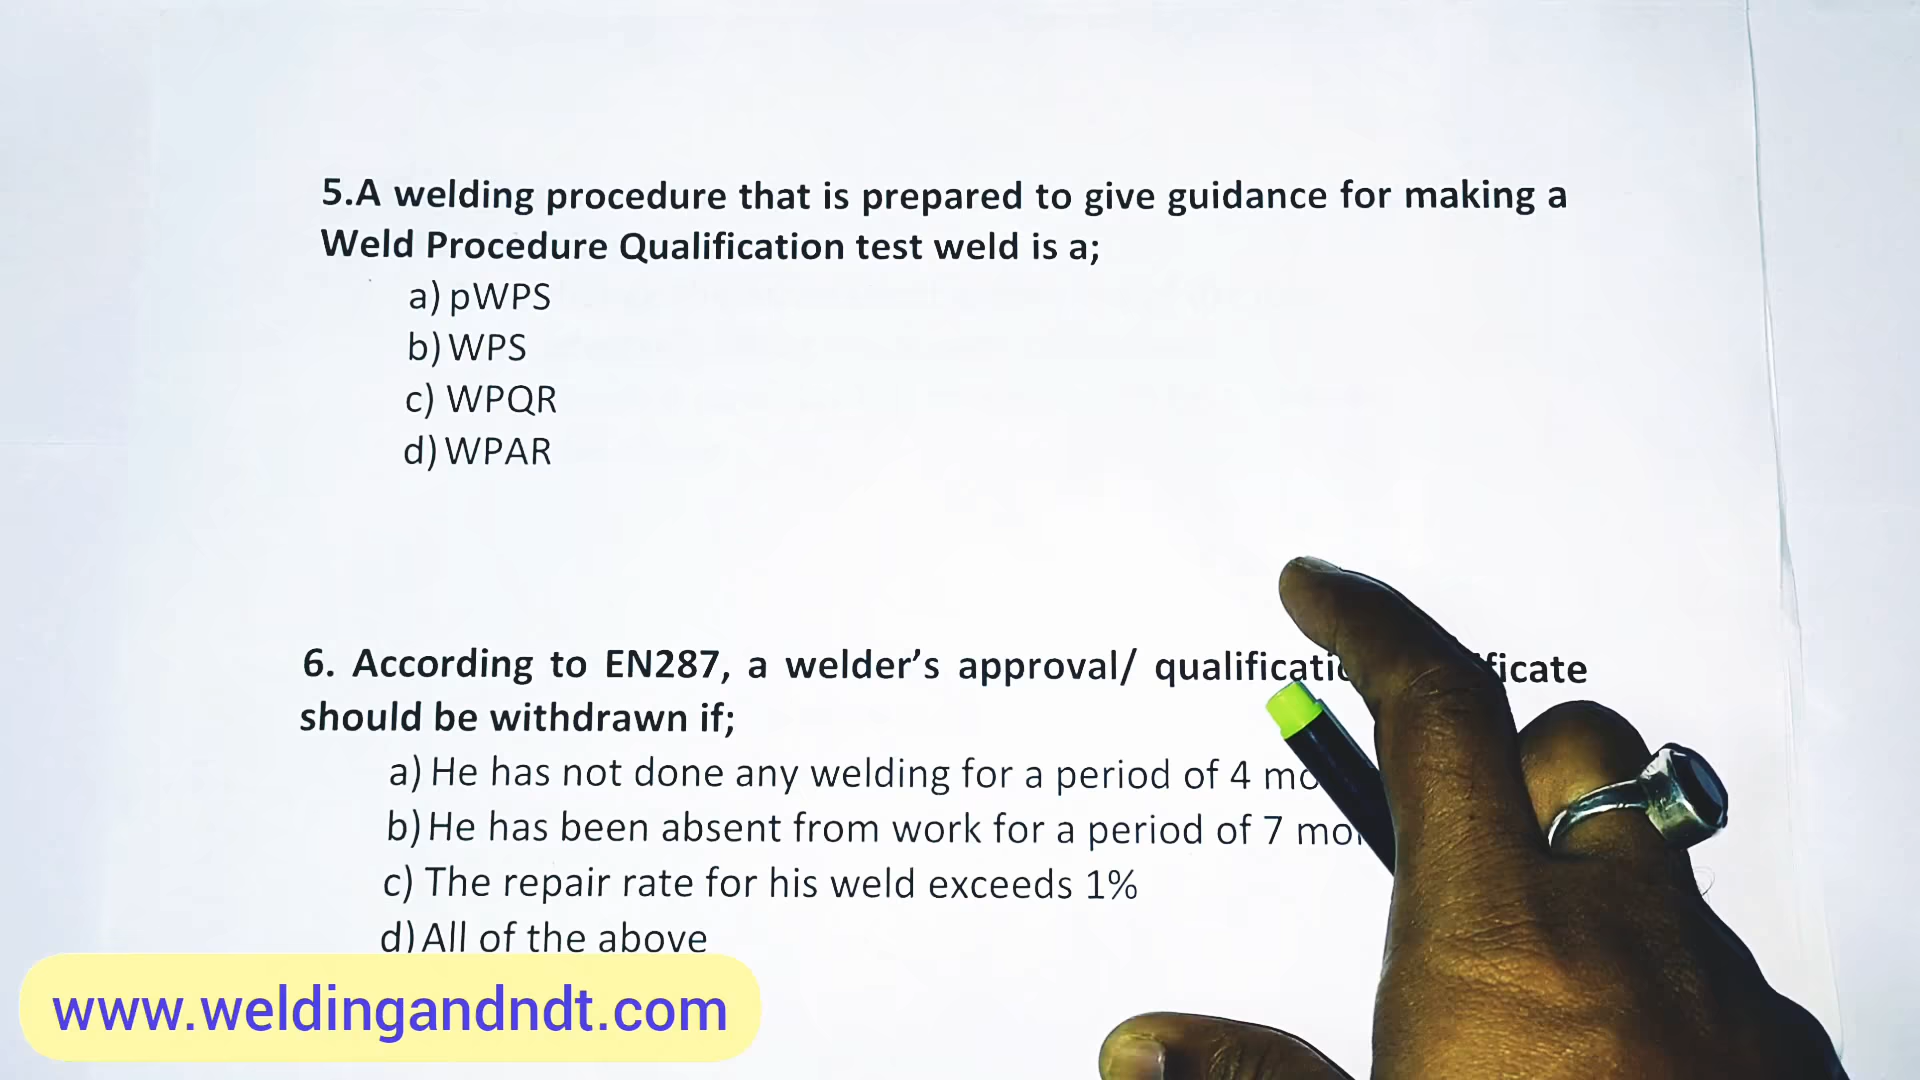 5.A welding procedure that is prepared to give guidance for making a
Weld Procedure Qualification test weld is a;
a) pWPS
b) WPS
c) WPQR
d) WPAR
6. According to EN287, a welder's approval/
should be withdrawn if;
a) He has not done any welding for a period of 4
b) He has been absent from work for a period of 7
c) The repair rate for his weld exceeds 1%
d) All of the above
www.weldingandndt.com